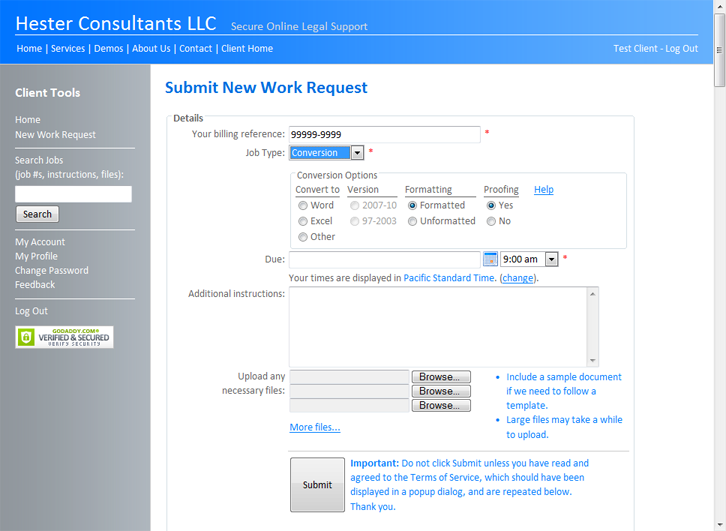 Hester Consultants LLC Secure Online Legal Support
Home | Services | Demos | About Us | Contact | Client Home Test Client - Log Out
Client Tools
Home
New Work Request
Search Jobs
(job #s, instructions, files):
Search
My Account
My Profile
Change Password
Feedback
Log Out
GODADDY.COM®
VERIFIED & SECURED
VERIFY SECURITY
Submit New Work Request
Details
Your billing reference: 99999-9999 *
Job Type: Conversion *
Conversion Options
Convert to Version Formatting Proofing Help
Word 2007-10 Formatted Yes
Excel 97-2003 Unformatted No
Other
Due: 9:00 am *
Your times are displayed in Pacific Standard Time. (change).
Additional instructions:
Upload any
necessary files:
Browse...
Browse...
Browse...
More files...
• Include a sample document
if we need to follow a
template.
• Large files may take a while
to upload.
Submit
Important: Do not click Submit unless you have read and
agreed to the Terms of Service, which should have been
displayed in a popup dialog, and are repeated below.
Thank you.